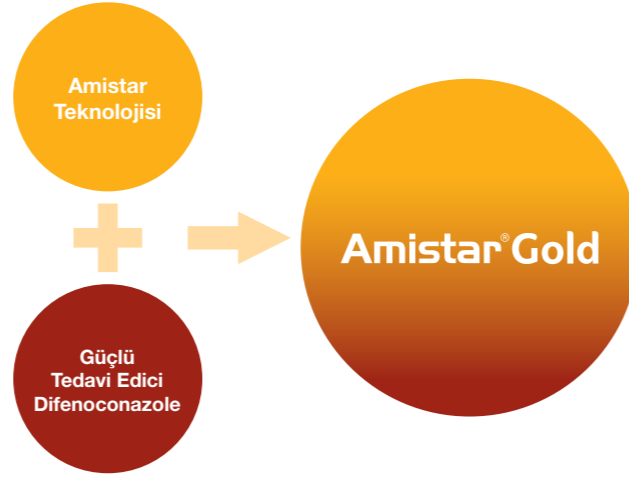 Amistar
Teknolojisi
Güçlü
Tedavi Edici
Difenoconazole
Amistar® Gold